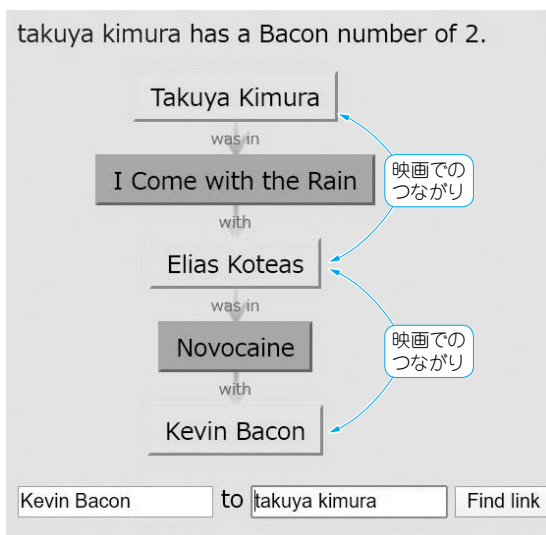 takuya kimura has a Bacon number of 2.
Takuya Kimura
was in
I Come with the Rain
映画での
つながり
with
Elias Koteas
was in
Novocaine
映画での
つながり
with
Kevin Bacon
Kevin Bacon to takuya kimura Find link